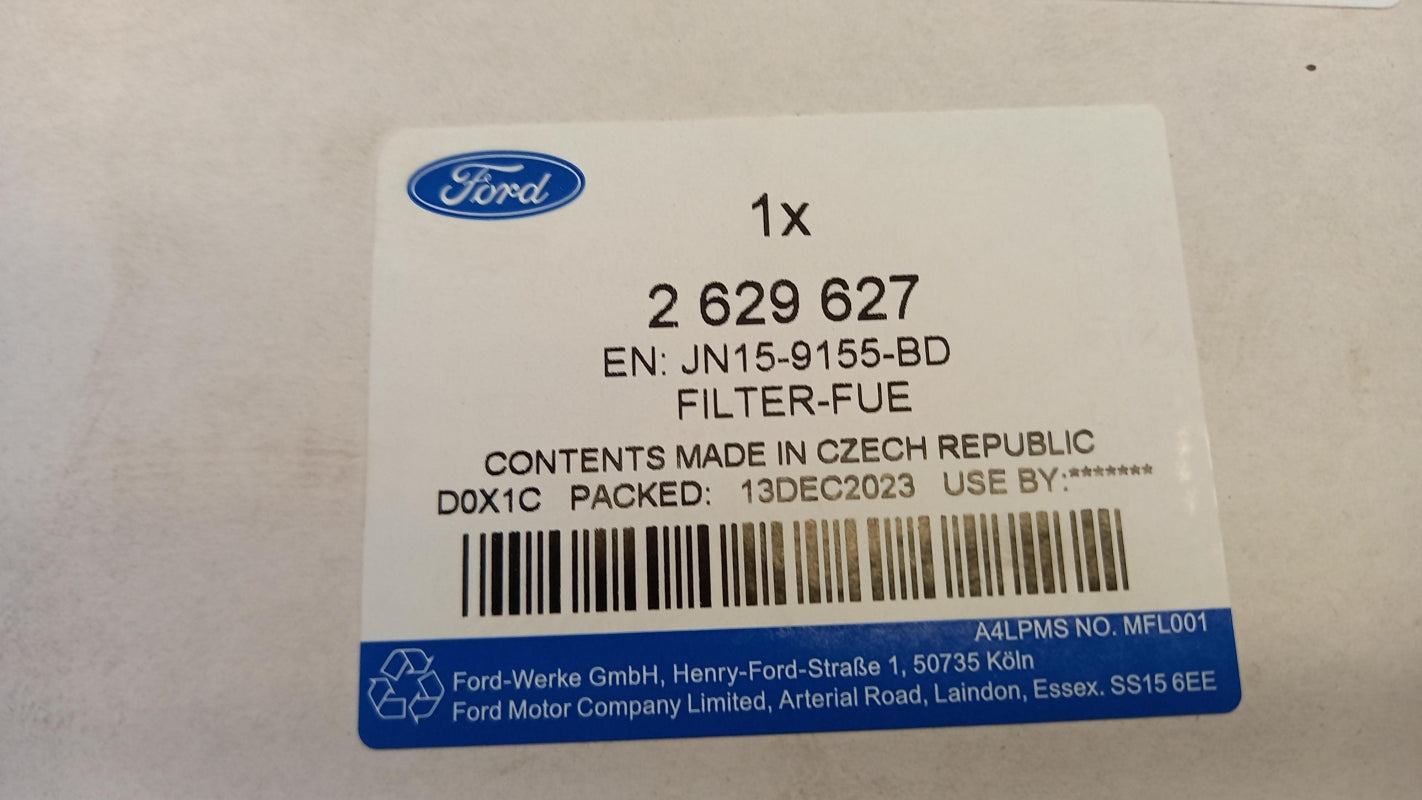 Ford
1x
2 629 627
EN: JN15-9155-BD
FILTER-FUE
CONTENTS MADE IN CZECH REPUBLIC
D0X1C PACKED: 13DEC2023 USE BY:*******
A4LPMS NO. MFL001
Ford-Werke GmbH, Henry-Ford-Straße 1, 50735 Köln
Ford Motor Company Limited, Arterial Road, Laindon, Essex. SS15 6EE